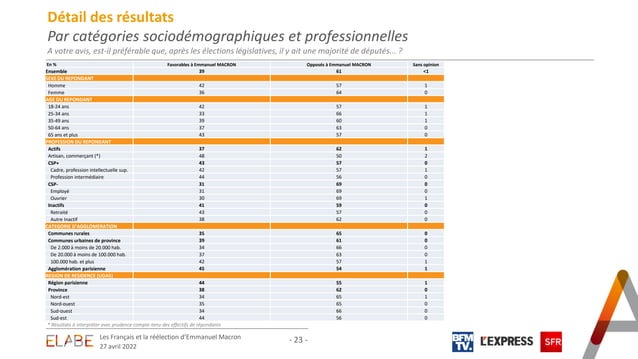 Détail des résultats
Par catégories sociodémographiques et professionnelles
A votre avis, est-il préférable que, après les élections législatives, il y ait une majorité de députés... ?
En % Favorables à Emmanuel MACRON Opposés à Emmanuel MACRON Sans opinion
Ensemble 39 61 <1
SEXE DU REPONDANT
Homme 42 57 1
Femme 36 64 0
AGE DU REPONDANT
18-24 ans 42 57 1
25-34 ans 33 66 1
35-49 ans 39 60 1
50-64 ans 37 63 0
65 ans et plus 43 57 0
PROFESSION DU REPONDANT
Actifs 37 62 1
Artisan, commerçant (*) 48 50 2
CSP+ 43 57 0
Cadre, profession intellectuelle sup. 42 57 1
Profession intermédiaire 44 56 0
CSP- 31 69 0
Employé 31 69 0
Ouvrier 30 69 1
Inactifs 41 59 0
Retraité 43 57 0
Autre Inactif 38 62 0
CATEGORIE D'AGGLOMERATION
Communes rurales 35 65 0
Communes urbaines de province 39 61 0
De 2.000 à moins de 20.000 hab. 34 66 0
De 20.000 à moins de 100.000 hab. 37 63 0
100.000 hab. et plus 42 57 1
Agglomération parisienne 45 54 1
REGION DE RESIDENCE (UDA5)
Région parisienne 44 55 1
Province 38 62 0
Nord-est 34 65 1
Nord-ouest 35 65 0
Sud-ouest 34 66 0
Sud-est 44 56 0
* Résultats à interpréter avec prudence compte tenu des effectifs de répondants
ELABE
Les Français et la réélection d'Emmanuel Macron
27 avril 2022
- 23 -
BFM
TV.
L'EXPRESS
SFR